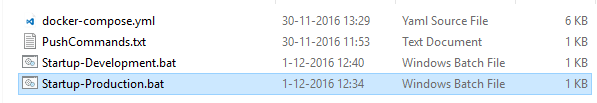 docker-compose.yml 30-11-2016 13:29 Yaml Source File 6 KB
PushCommands.txt 30-11-2016 11:53 Text Document 1 KB
Startup-Development.bat 1-12-2016 12:40 Windows Batch File 1 KB
Startup-Production.bat 1-12-2016 12:34 Windows Batch File 1 KB